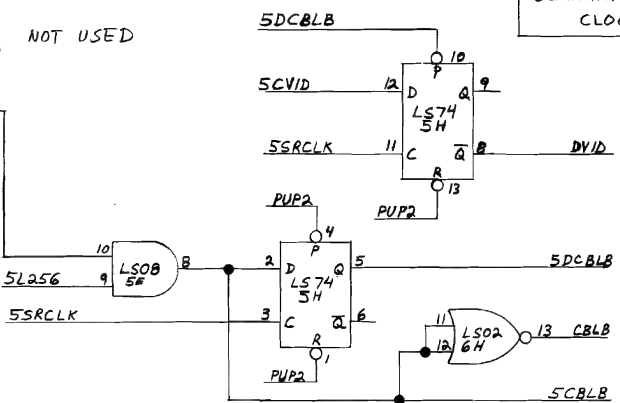 5DCBLB
CLO
NOT USED
10
P
5CVID
12
D
Q
9
LS74
5H
5SRCLK
11
C
Q
8
DVID
R
13
PUP2
PUP2
4
P
10
LS08
5E
8
2
D
Q
5
5DCBLB
5L256
9
LS74
5H
5SRCLK
3
C
Q
6
11
LS02
6H
13
CBLB
12
R
1
PUP2
5CBLB